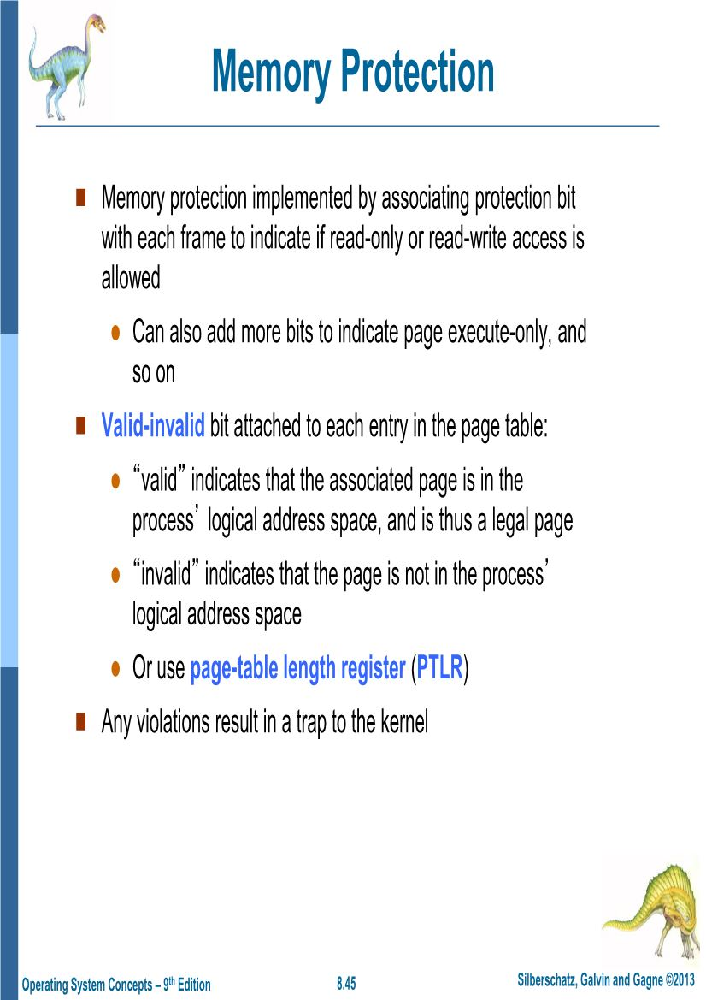 Memory Protection
Memory protection implemented by associating protection bit
with each frame to indicate if read-only or read-write access is
allowed
Can also add more bits to indicate page execute-only, and
so on
Valid-invalid bit attached to each entry in the page table:
“valid” indicates that the associated page is in the
process’ logical address space, and is thus a legal page
“invalid” indicates that the page is not in the process’
logical address space
Or use page-table length register (PTLR)
Any violations result in a trap to the kernel
Operating System Concepts – 9th Edition
8.45
Silberschatz, Galvin and Gagne ©2013